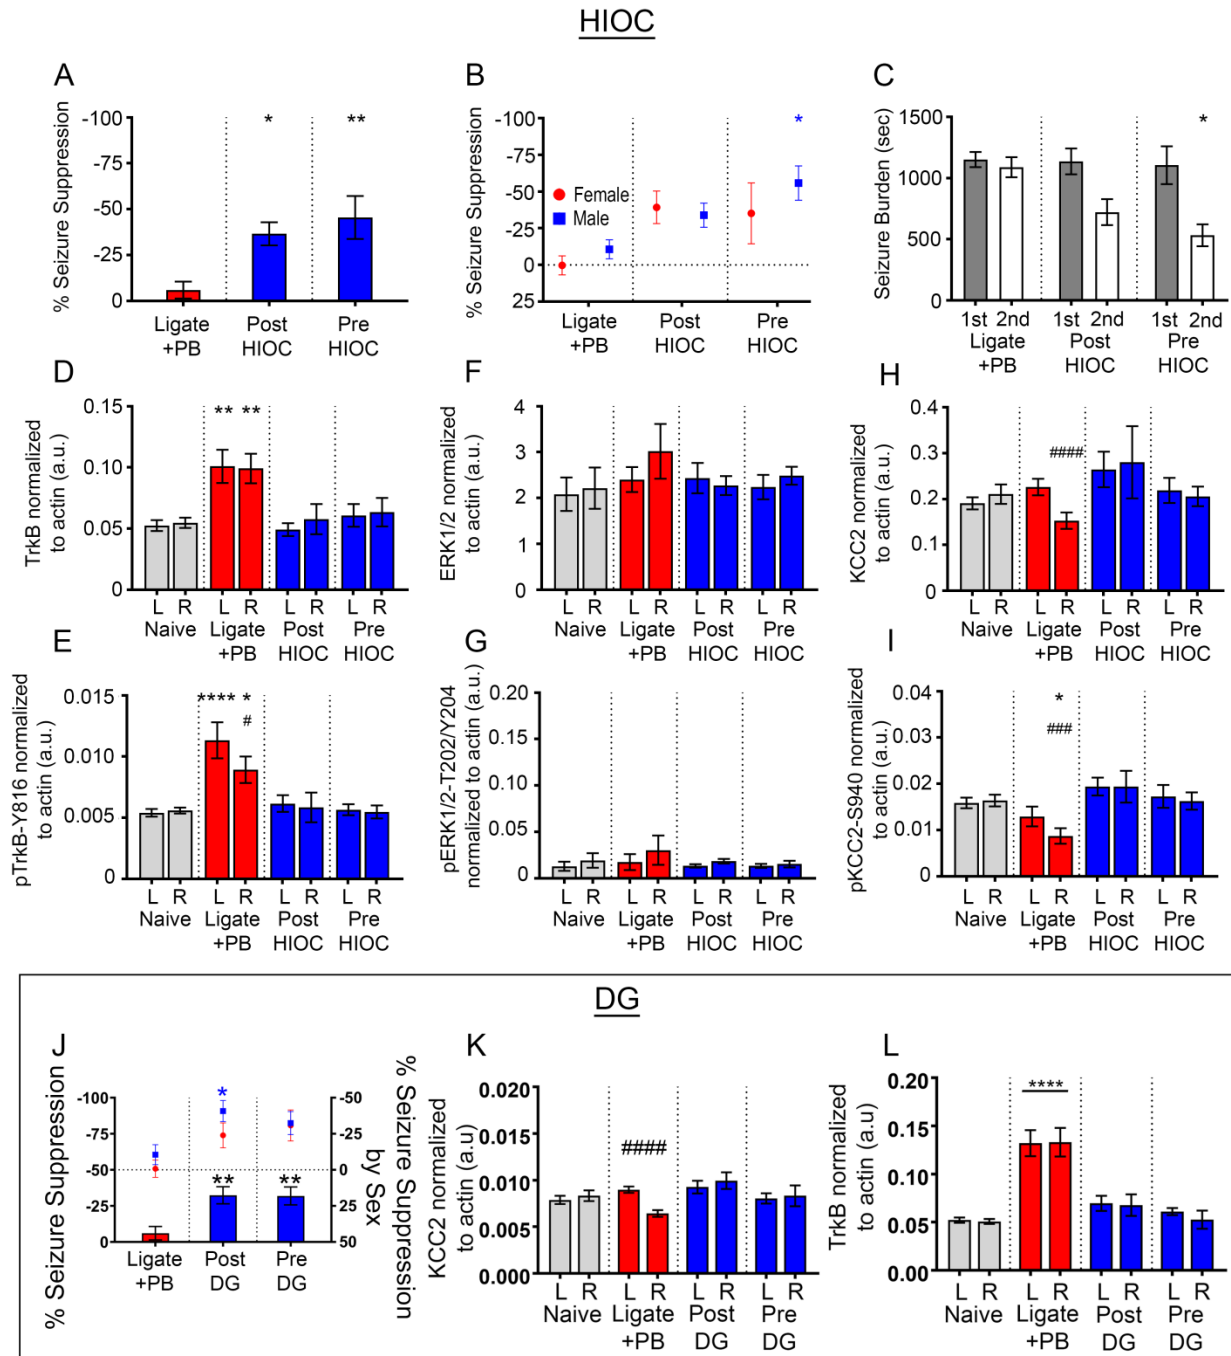 HIOC
A
% Seizure Suppression
-100
-75
-50
-25
0
*
**
Ligate
+PB
Post
HIOC
Pre
HIOC
B
% Seizure Suppression
-100
-75
-50
-25
0
25
Female
Male
*
Ligate
+PB
Post
HIOC
Pre
HIOC
C
Seizure Burden (sec)
1500
1000
500
0
*
1st 2nd 1st 2nd 1st 2nd
Ligate
+PB
Post
HIOC
Pre
HIOC
D
TrkB normalized
to actin (a.u.)
0.15
0.10
0.05
0
** **
L R L R L R L R
Naive
Ligate
+PB
Post
HIOC
Pre
HIOC
F
ERK1/2 normalized
to actin (a.u.)
4
3
2
1
0
L R L R L R L R
Naive
Ligate
+PB
Post
HIOC
Pre
HIOC
H
KCC2 normalized
to actin (a.u.)
0.4
0.3
0.2
0.1
0
####
L R L R L R L R
Naive
Ligate
+PB
Post
HIOC
Pre
HIOC
E
pTrkB-Y816 normalized
to actin (a.u.)
0.015
0.010
0.005
0
**** *
#
L R L R L R L R
Naive
Ligate
+PB
Post
HIOC
Pre
HIOC
G
pERK1/2-T202/Y204
normalized to actin (a.u.)
0.20
0.15
0.10
0.05
0
L R L R L R L R
Naive
Ligate
+PB
Post
HIOC
Pre
HIOC
I
pKCC2-S940 normalized
to actin (a.u.)
0.04
0.03
0.02
0.01
0
*
###
L R L R L R L R
Naive
Ligate
+PB
Post
HIOC
Pre
HIOC
DG
J
% Seizure Suppression
-100
-75
-50
-25
0
*
** **
-50
-25
0
25
50
% Seizure Suppression
by Sex
Ligate
+PB
Post
DG
Pre
DG
K
KCC2 normalized
to actin (a.u)
0.020
0.015
0.010
0.005
0.000
####
L R L R L R L R
Naive
Ligate
+PB
Post
DG
Pre
DG
L
TrkB normalized
to actin (a.u)
0.20
0.15
0.10
0.05
0.00
****
L R L R L R L R
Naive
Ligate
+PB
Post
DG
Pre
DG